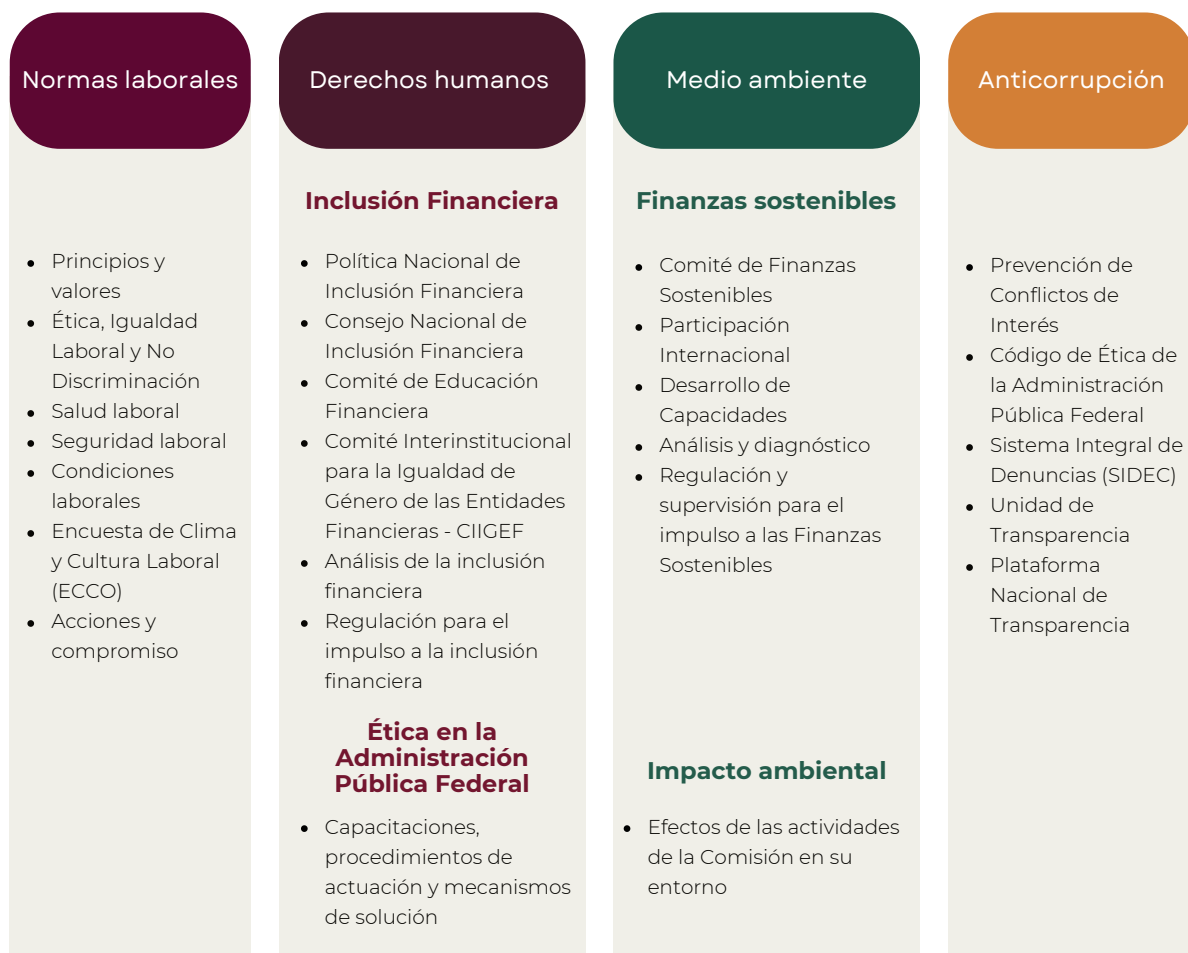 Normas laborales
Principios y
valores
Ética, Igualdad
Laboral y No
Discriminación
Salud laboral
Seguridad laboral
Condiciones
laborales
Encuesta de Clima
y Cultura Laboral
(ECCO)
Acciones y
compromiso
Derechos humanos
Inclusión Financiera
Política Nacional de
Inclusión Financiera
Consejo Nacional de
Inclusión Financiera
Comité de Educación
Financiera
Comité Interinstitucional
para la Igualdad de
Género de las Entidades
Financieras - CIIGEF
Análisis de la inclusión
financiera
Regulación para el
impulso a la inclusión
financiera
Ética en la
Administración
Pública Federal
Capacitaciones,
procedimientos de
actuación y mecanismos
de solución
Medio ambiente
Finanzas sostenibles
Comité de Finanzas
Sostenibles
Participación
Internacional
Desarrollo de
Capacidades
Análisis y diagnóstico
Regulación y
supervisión para el
impulso a las Finanzas
Sostenibles
Impacto ambiental
Efectos de las actividades
de la Comisión en su
entorno
Anticorrupción
Prevención de
Conflictos de
Interés
Código de Ética de
la Administración
Pública Federal
Sistema Integral de
Denuncias (SIDEC)
Unidad de
Transparencia
Plataforma
Nacional de
Transparencia